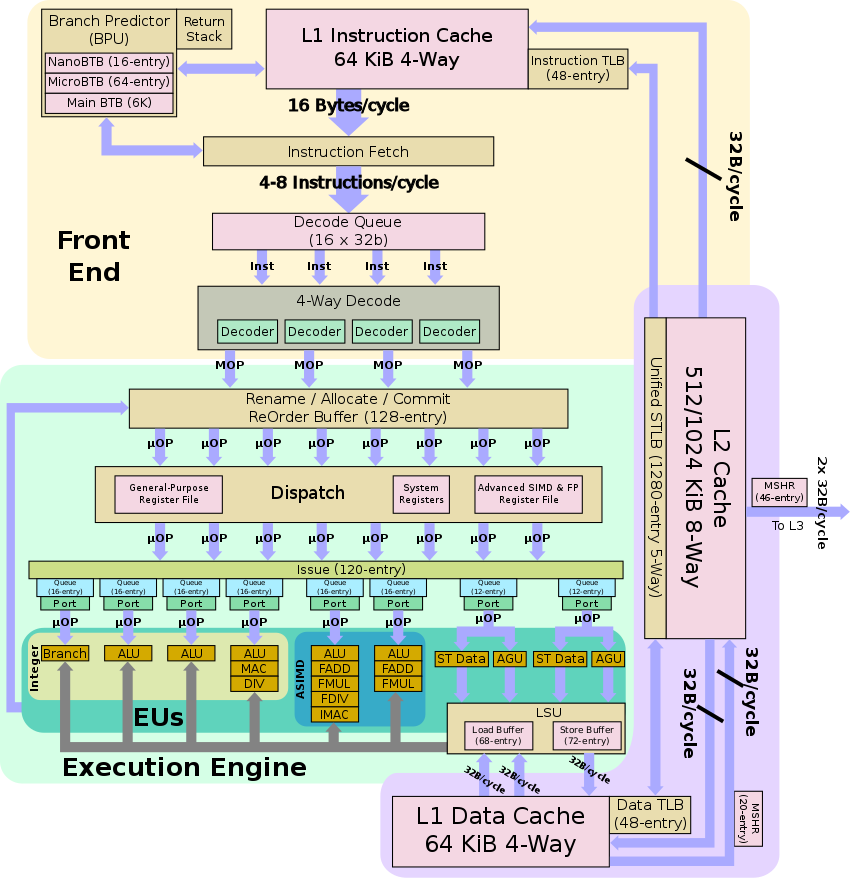 Branch Predictor
(BPU)
Return
Stack
NanoBTB (16-entry)
MicroBTB (64-entry)
Main BTB (6K)
L1 Instruction Cache
64 KiB 4-Way
Instruction TLB
(48-entry)
16 Bytes/cycle
32B/cycle
Instruction Fetch
4-8 Instructions/cycle
Decode Queue
(16 x 32b)
Front
End
Inst
Inst
Inst
Inst
4-Way Decode
Decoder
Decoder
Decoder
Decoder
MOP
MOP
MOP
MOP
Rename / Allocate / Commit
ReOrder Buffer (128-entry)
µOP
µOP
µOP
µOP
µOP
µOP
µOP
µOP
General-Purpose
Register File
Dispatch
System
Registers
Advanced SIMD & FP
Register File
µOP
µOP
µOP
µOP
µOP
µOP
µOP
µOP
Unified STLB (1280-entry 5-Way)
L2 Cache
512/1024 KiB 8-Way
MSHR
(46-entry)
To L3
2x 32B/cycle
Issue (120-entry)
Queue
(16-entry)
Queue
(16-entry)
Queue
(16-entry)
Queue
(16-entry)
Queue
(16-entry)
Queue
(16-entry)
Queue
(12-entry)
Queue
(12-entry)
Port
Port
Port
Port
Port
Port
Port
Port
µOP
µOP
µOP
µOP
µOP
µOP
µOP
µOP
Integer
Branch
ALU
ALU
ALU
MAC
DIV
ASIMD
ALU
FADD
FMUL
FDIV
IMAC
ALU
FADD
FMUL
ST Data
AGU
ST Data
AGU
EUs
LSU
Load Buffer
(68-entry)
Store Buffer
(72-entry)
32B/cycle
32B/cycle
Execution Engine
32B/cycle
32B/cycle
32B/cycle
L1 Data Cache
64 KiB 4-Way
Data TLB
(48-entry)
MSHR
(20-entry)